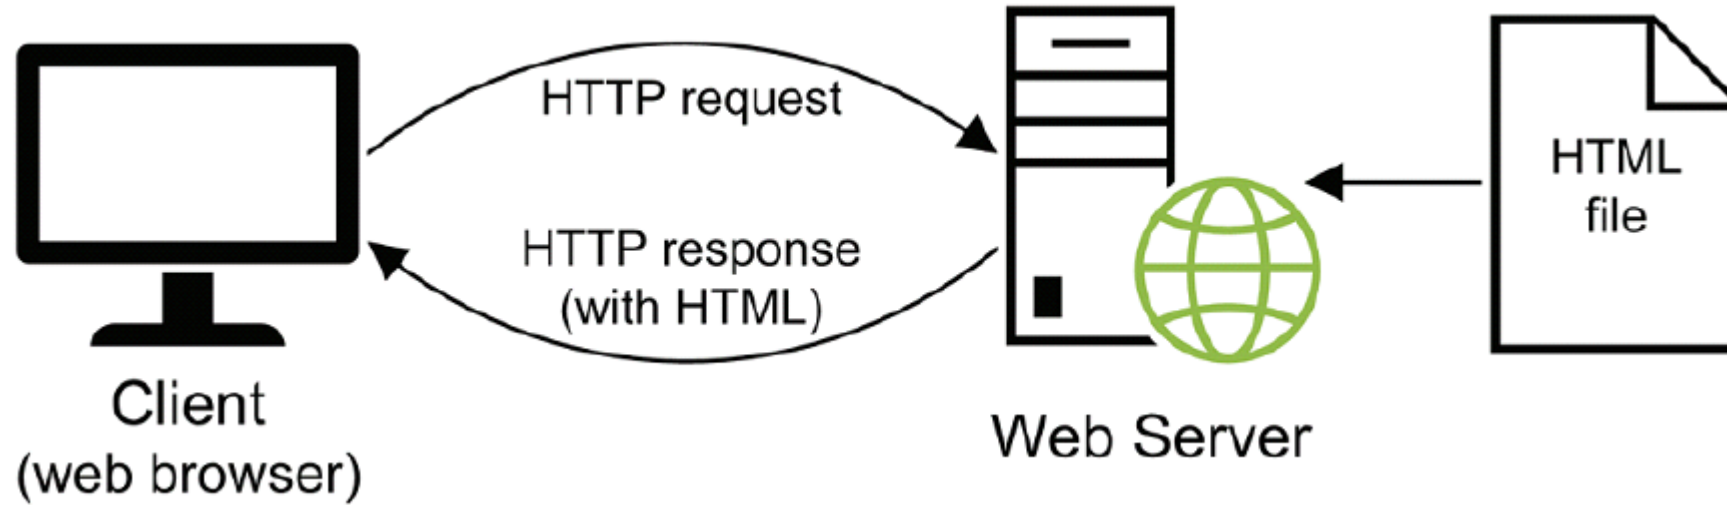 HTTP request
HTTP response
(with HTML)
HTML
file
Client
(web browser)
Web Server